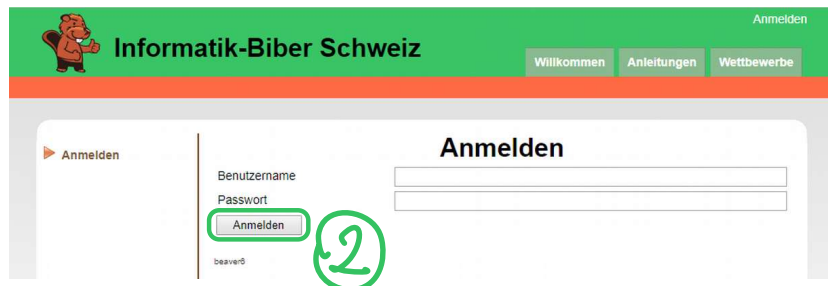 Anmelden
Informatik-Biber Schweiz
Willkommen Anleitungen Wettbewerbe
Anmelden
Anmelden
Benutzername
Passwort
Anmelden
2
beaver6